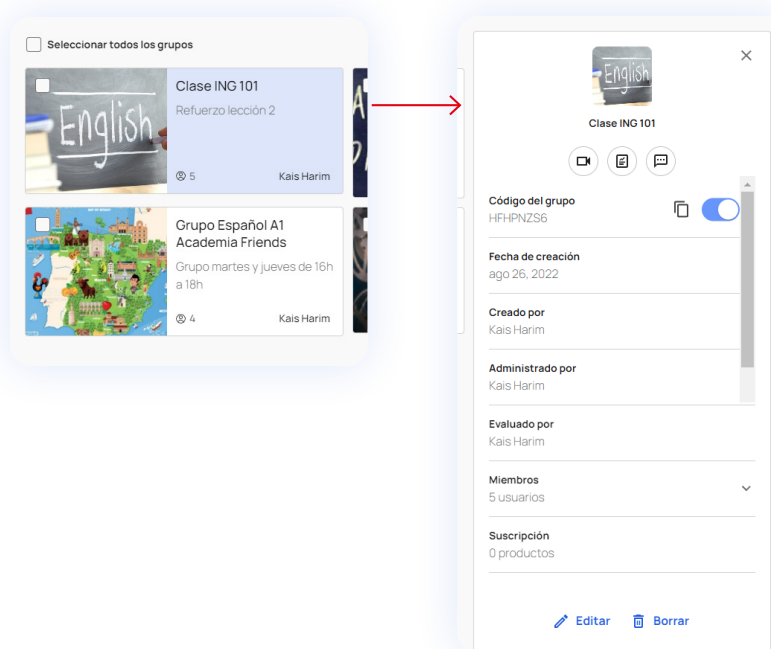 Seleccionar todos los grupos
English
Clase ING 101
Refuerzo lección 2
5
Kais Harim
Grupo Español A1
Academia Friends
Grupo martes y jueves de 16h
a 18h
4
Kais Harim
English
Clase ING 101
Código del grupo
HFHPNZS6
Fecha de creación
ago 26, 2022
Creado por
Kais Harim
Administrado por
Kais Harim
Evaluado por
Kais Harim
Miembros
5 usuarios
Suscripción
0 productos
Editar
Borrar